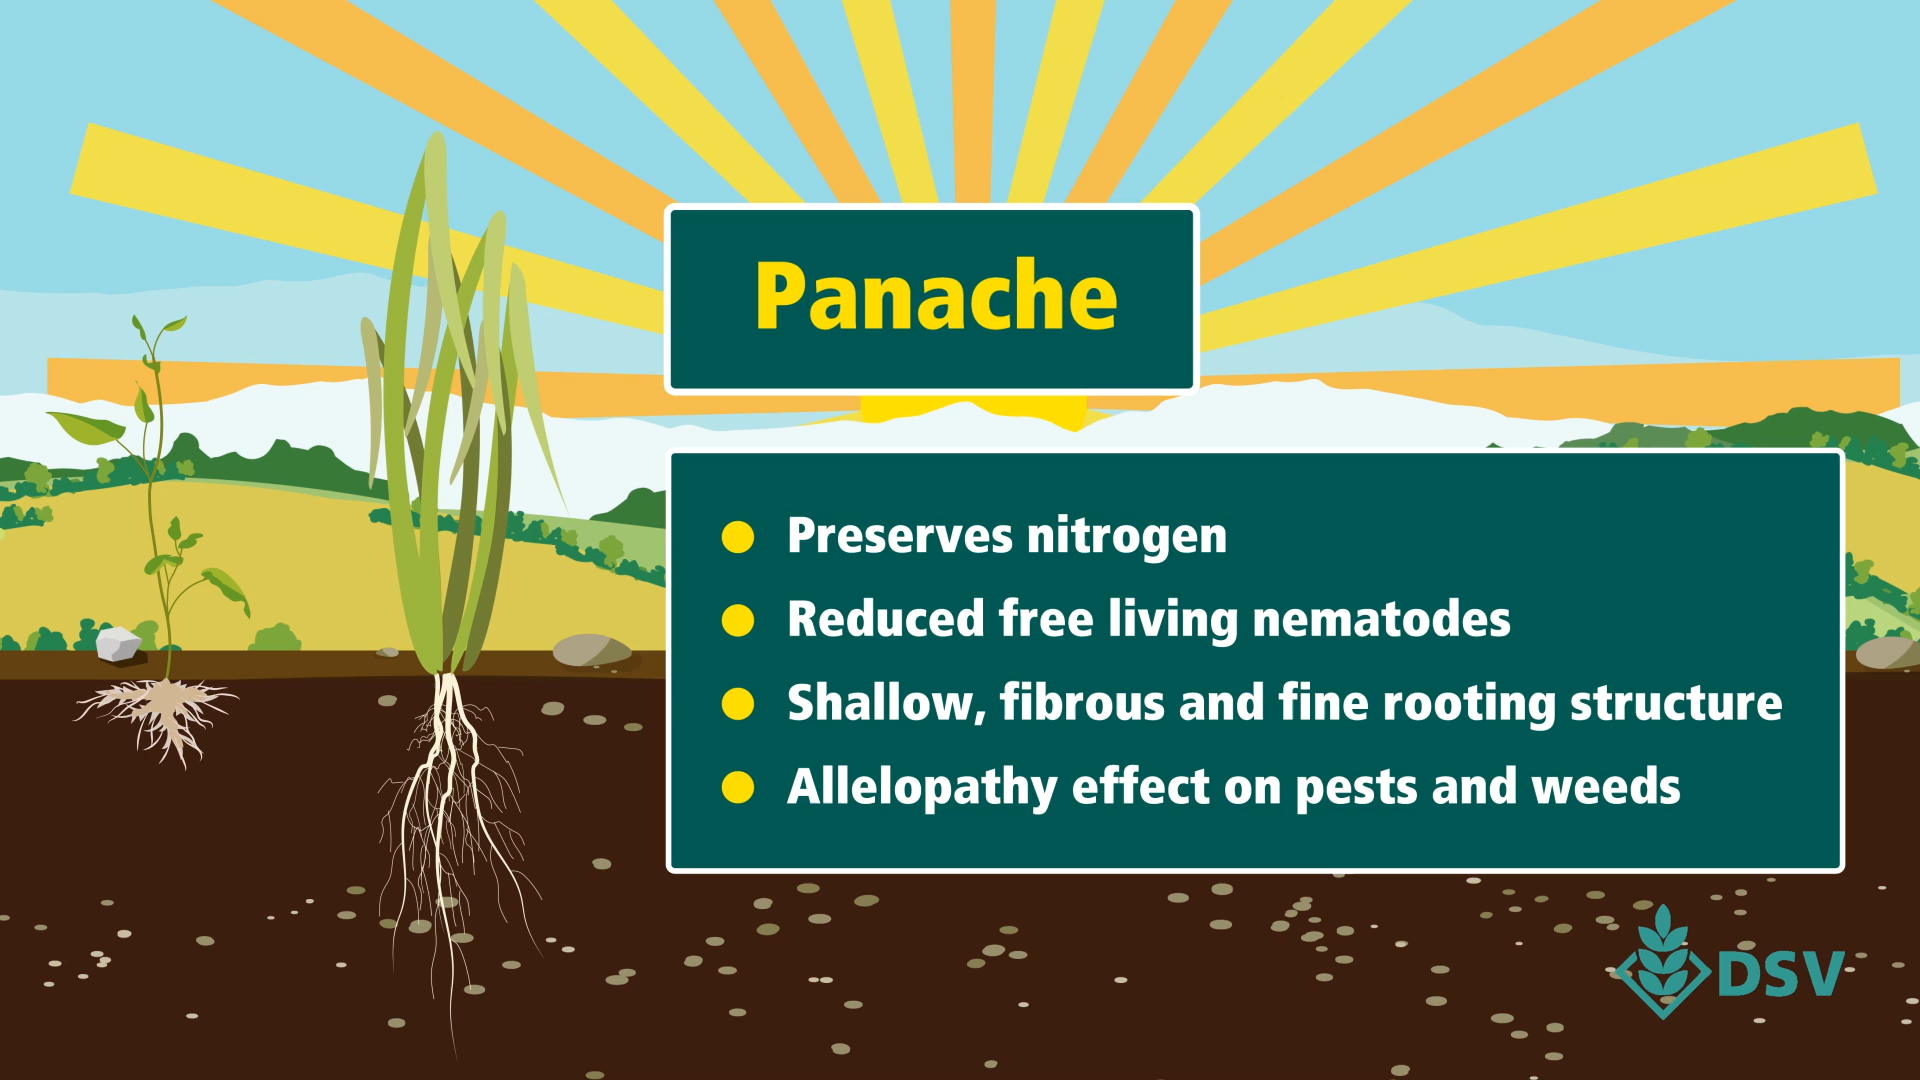 Panache
Preserves nitrogen
Reduced free living nematodes
Shallow, fibrous and fine rooting structure
Allelopathy effect on pests and weeds
DSV